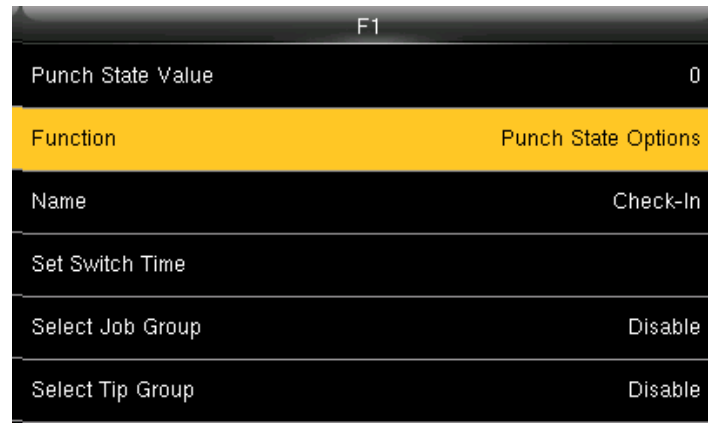 F1
Punch State Value 0
Function Punch State Options
Name Check-In
Set Switch Time
Select Job Group Disable
Select Tip Group Disable